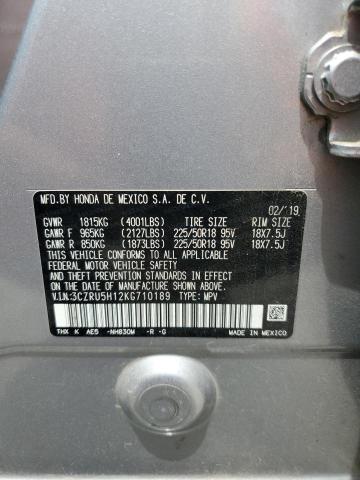 MFD.BY HONDA DE MEXICO S.A. DE C.V.
02/'19
GVWR 1815KG (4001LBS) TIRE SIZE RIM SIZE
GAWR F 965KG (2127LBS) 225/50R18 95V 18X7.5J
GAWR R 850KG (1873LBS) 225/50R18 95V 18X7.5J
THIS VEHICLE CONFORMS TO ALL APPLICABLE
FEDERAL MOTOR VEHICLE SAFETY, BUMPER,
AND THEFT PREVENTION STANDARDS IN EFFECT
ON THE DATE OF MANUFACTURE SHOWN ABOVE.
V.I.N:3CZRU5H12KG710189 TYPE: MPV
THX K AE5 -NH830M -R -G
MADE IN MEXICO